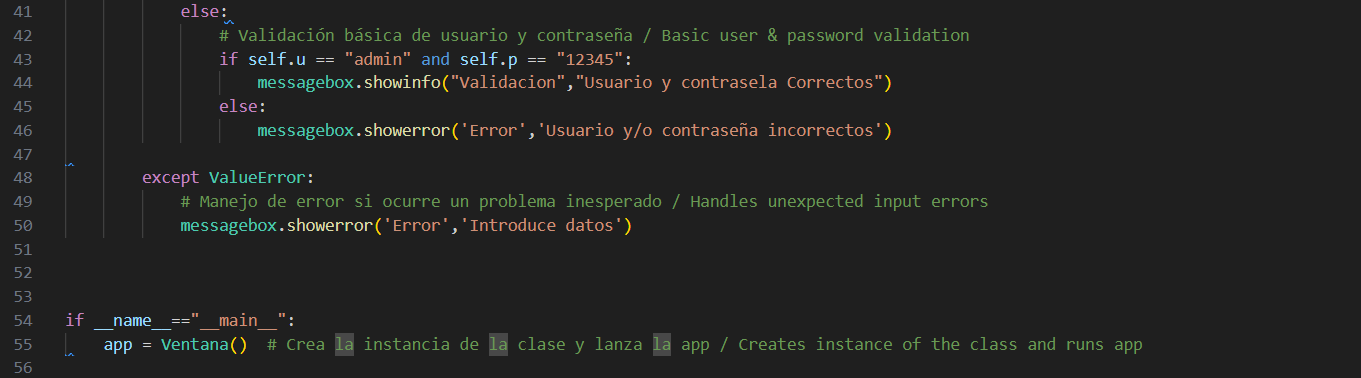 41 else:
42 # Validación básica de usuario y contraseña / Basic user & password validation
43 if self.u == "admin" and self.p == "12345":
44 messagebox.showinfo("Validacion","Usuario y contrasela Correctos")
45 else:
46 messagebox.showerror('Error','Usuario y/o contraseña incorrectos')
47
48 except ValueError:
49 # Manejo de error si ocurre un problema inesperado / Handles unexpected input errors
50 messagebox.showerror('Error','Introduce datos')
51
52
53
54 if __name__=="__main__":
55 app = Ventana() # Crea la instancia de la clase y lanza la app / Creates instance of the class and runs app
56